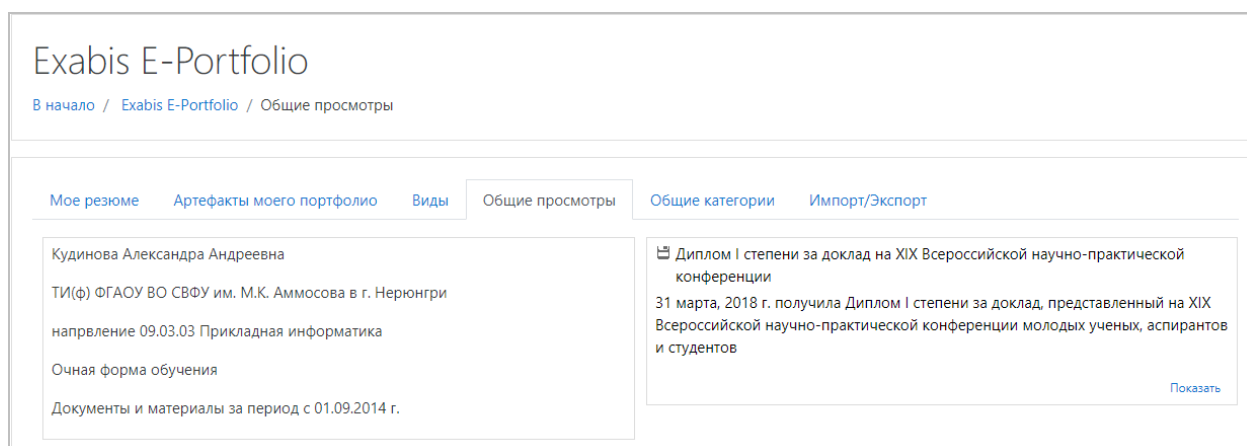 Exabis E-Portfolio
В начало / Exabis E-Portfolio / Общие просмотры
Мое резюме Артефакты моего портфолио Виды Общие просмотры Общие категории Импорт/Экспорт
Кудинова Александра Андреевна
ТИ(ф) ФГАОУ ВО СВФУ им. М.К. Аммосова в г. Нерюнгри
напрвление 09.03.03 Прикладная информатика
Очная форма обучения
Документы и материалы за период с 01.09.2014 г.
Диплом I степени за доклад на XIX Всероссийской научно-практической
конференции
31 марта, 2018 г. получила Диплом I степени за доклад, представленный на XIX
Всероссийской научно-практической конференции молодых ученых, аспирантов
и студентов
Показать